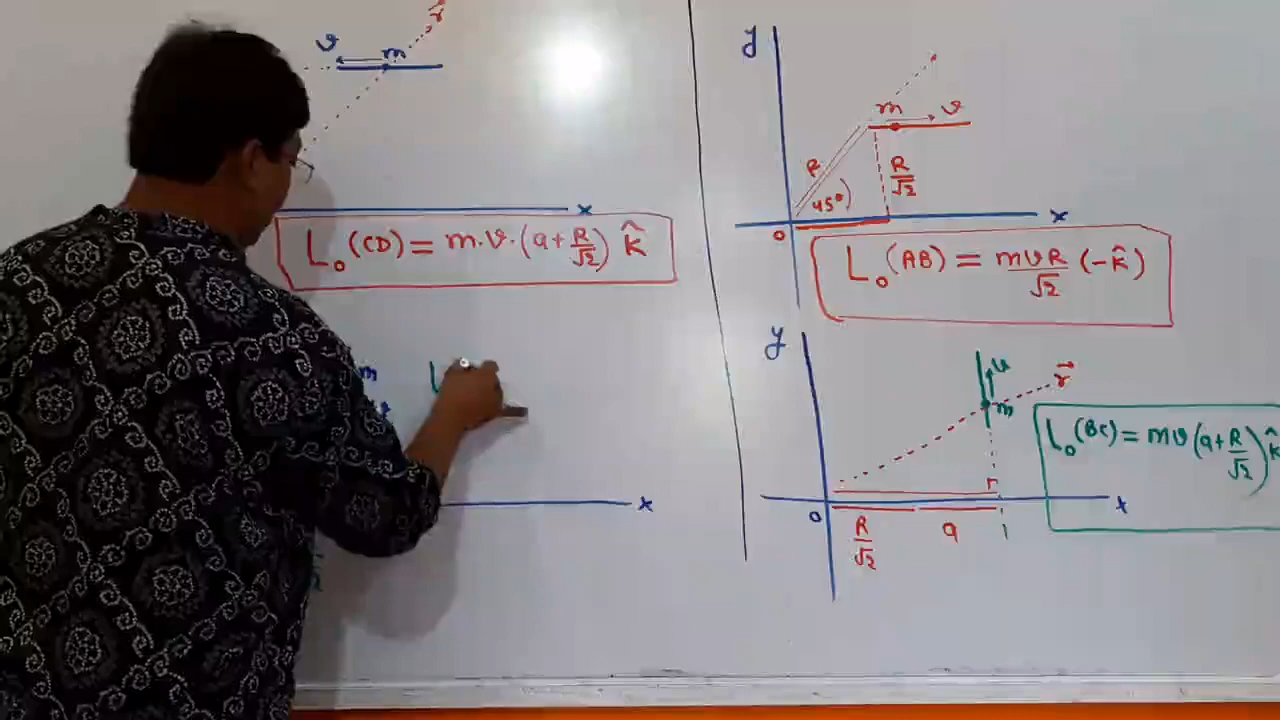 r⃗
v m
x
L₀ (CD) = m.v.(a + R/√2) k̂
m
L
x
y
m v
R
R/√2
45°
0 x
L₀ (AB) = mvR/√2 (-k̂)
y
v
r⃗
m
L₀ (BC) = mv(a + R/√2) k̂
0 x
R/√2 a